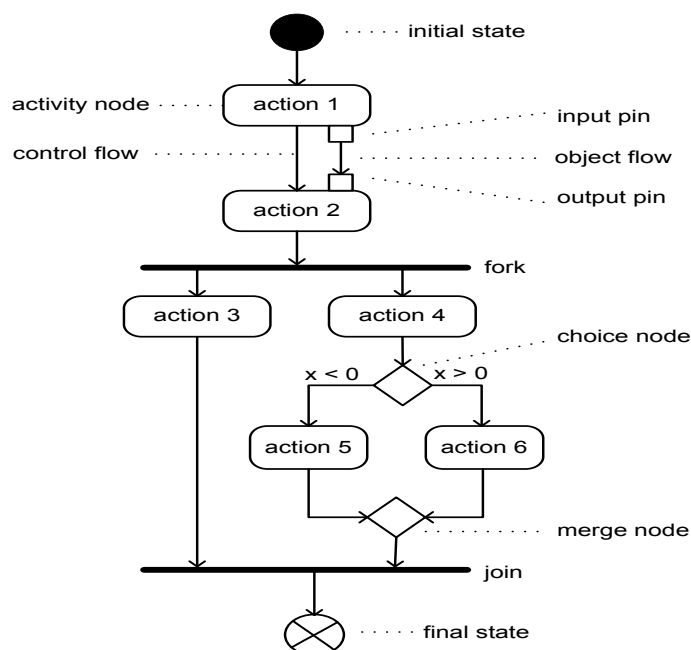 initial state
activity node
action 1
input pin
control flow
object flow
output pin
action 2
fork
action 3
action 4
choice node
x < 0
x > 0
action 5
action 6
merge node
join
final state